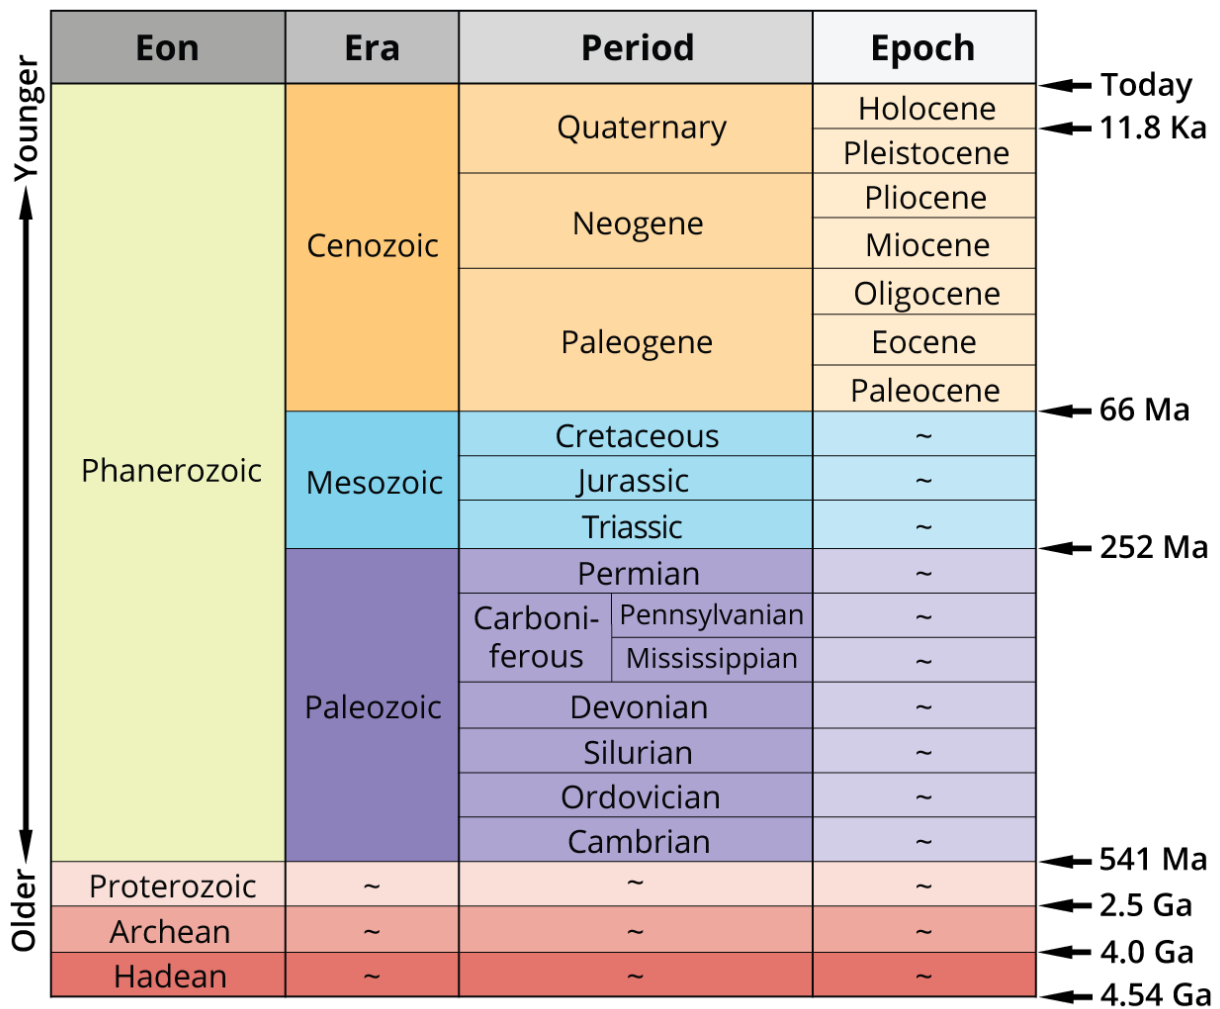 Eon Era Period Epoch
Today
Younger
Holocene
Quaternary
11.8 Ka
Pleistocene
Pliocene
Neogene
Miocene
Cenozoic
Oligocene
Paleogene
Eocene
Paleocene
66 Ma
Cretaceous ~
Phanerozoic
Mesozoic
Jurassic ~
Triassic ~
252 Ma
Permian ~
Carboni-
ferous
Pennsylvanian ~
Mississippian ~
Paleozoic
Devonian ~
Silurian ~
Ordovician ~
Cambrian ~
541 Ma
Older
Proterozoic ~ ~ ~
2.5 Ga
Archean ~ ~ ~
4.0 Ga
Hadean ~ ~ ~
4.54 Ga